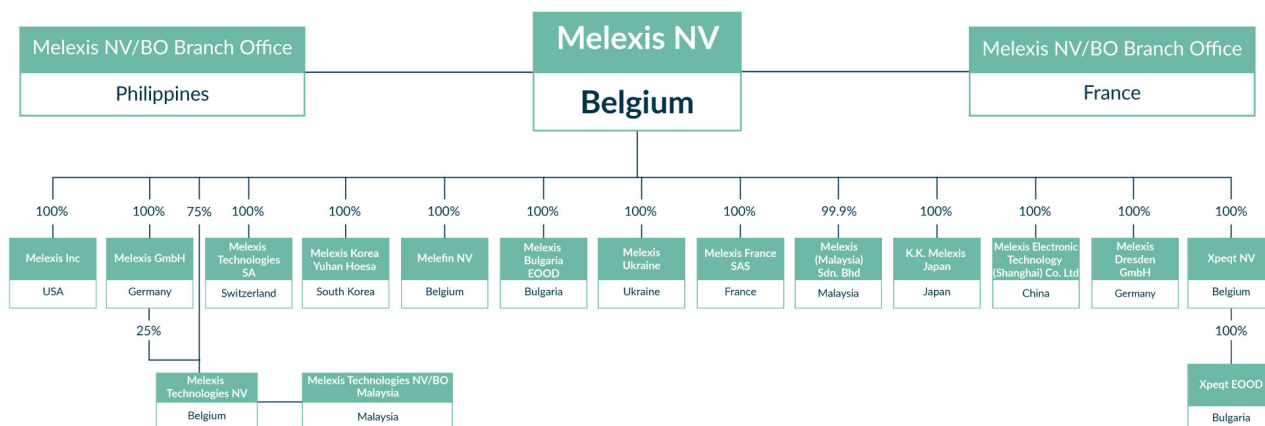 Melexis NV/BO Branch Office
Philippines
Melexis NV
Belgium
Melexis NV/BO Branch Office
France
100%
100%
75%
100%
100%
100%
100%
100%
100%
99.9%
100%
100%
100%
100%
Melexis Inc
USA
Melexis GmbH
Germany
Melexis
Technologies
SA
Switzerland
Melexis Korea
Yuhan Hoesa
South Korea
Melefin NV
Belgium
Melexis
Bulgaria
EOOD
Bulgaria
Melexis
Ukraine
Ukraine
Melexis France
SAS
France
Melexis
(Malaysia)
Sdn. Bhd
Malaysia
K.K. Melexis
Japan
Japan
Melexis Electronic
Technology
(Shanghai) Co. Ltd
China
Melexis
Dresden
GmbH
Germany
Xpeqt NV
Belgium
25%
100%
Melexis
Technologies NV
Belgium
Melexis Technologies NV/BO
Malaysia
Malaysia
Xpeqt EOOD
Bulgaria